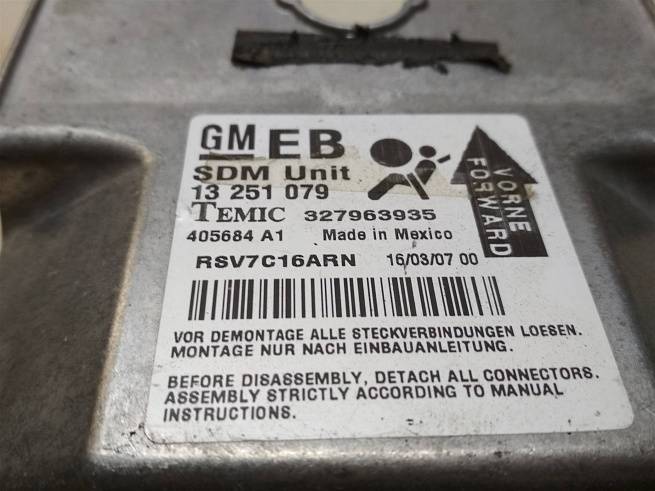 GM EB
SDM Unit
13 251 079
TEMIC 327963935
405684 A1 Made in Mexico
RSV7C16ARN 16/03/07 00
VORNE
FORWARD
VOR DEMONTAGE ALLE STECKVERBINDUNGEN LOESEN.
MONTAGE NUR NACH EINBAUANLEITUNG.
BEFORE DISASSEMBLY, DETACH ALL CONNECTORS.
ASSEMBLY STRICTLY ACCORDING TO MANUAL
INSTRUCTIONS.